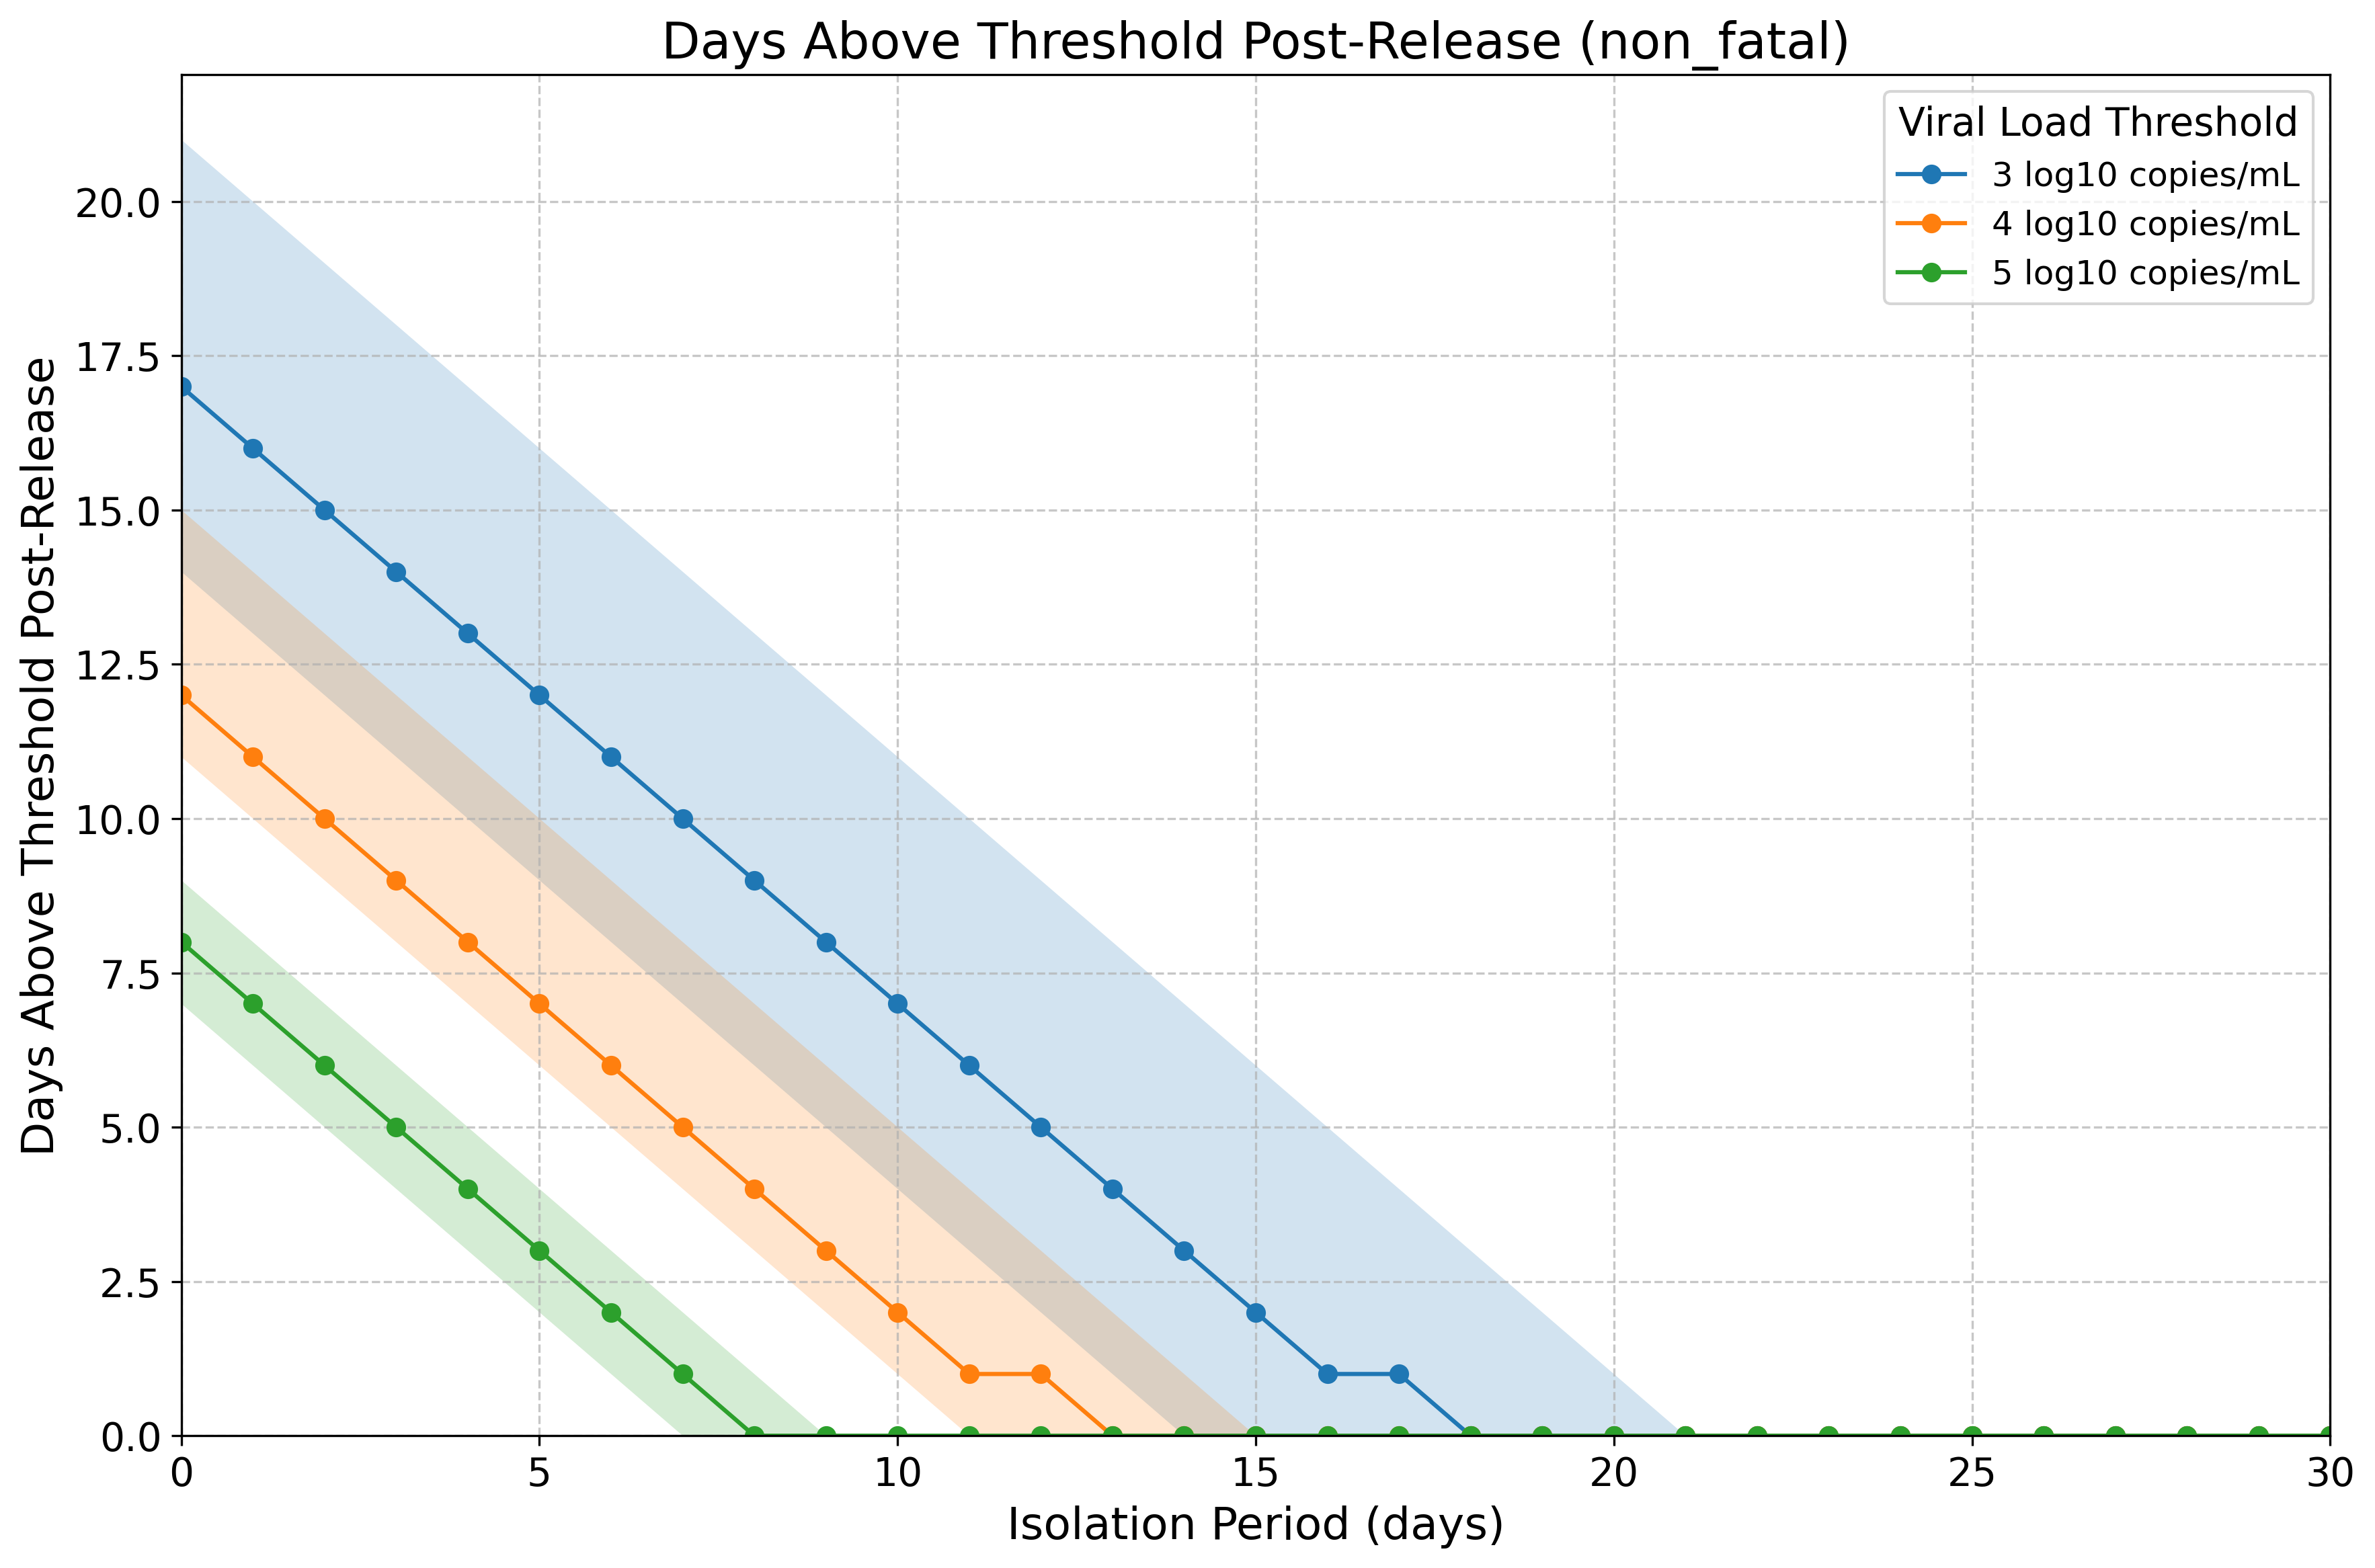 Days Above Threshold Post-Release (non_fatal)
Viral Load Threshold
3 log10 copies/mL
4 log10 copies/mL
5 log10 copies/mL
Days Above Threshold Post-Release
20.0
17.5
15.0
12.5
10.0
7.5
5.0
2.5
0.0
0 5 10 15 20 25 30
Isolation Period (days)